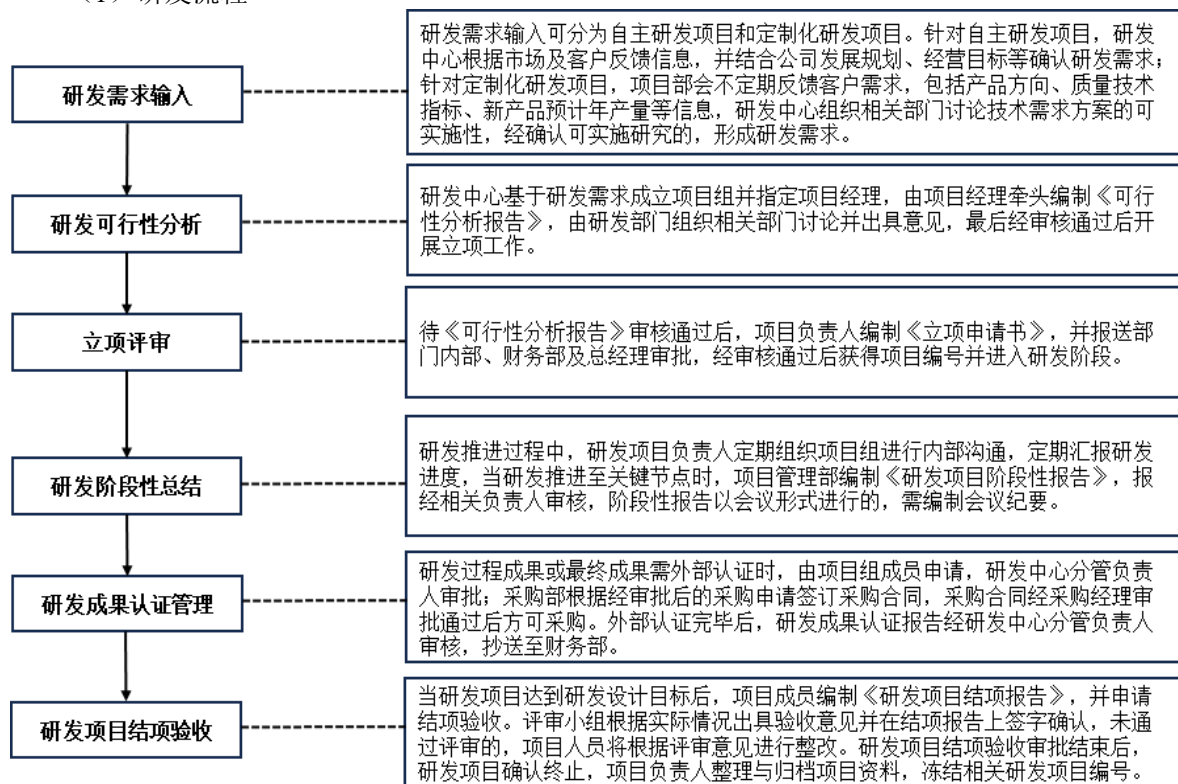 （1）研发流程
研发需求输入
研发需求输入可分为自主研发项目和定制化研发项目。针对自主研发项目，研发
中心根据市场及客户反馈信息，并结合公司发展规划、经营目标等确认研发需求；
针对定制化研发项目，项目部会不定期反馈客户需求，包括产品方向、质量技术
指标、新产品预计年产量等信息，研发中心组织相关部门讨论技术需求方案的可
实施性，经确认可实施研究的，形成研发需求。
研发可行性分析
研发中心基于研发需求成立项目组并指定项目经理，由项目经理牵头编制《可行
性分析报告》，由研发部门组织相关部门讨论并出具意见，最后经审核通过后开
展立项工作。
立项评审
待《可行性分析报告》审核通过后，项目负责人编制《立项申请书》，并报送部
门内部、财务部及总经理审批，经审核通过后获得项目编号并进入研发阶段。
研发阶段性总结
研发推进过程中，研发项目负责人定期组织项目组进行内部沟通，定期汇报研发
进度，当研发推进至关键节点时，项目管理部编制《研发项目阶段性报告》，报
经相关负责人审核，阶段性报告以会议形式进行的，需编制会议纪要。
研发成果认证管理
研发过程成果或最终成果需外部认证时，由项目组成员申请，研发中心分管负责
人审批；采购部根据经审批后的采购申请签订采购合同，采购合同经采购经理审
批通过后方可采购。外部认证完毕后，研发成果认证报告经研发中心分管负责人
审核，抄送至财务部。
研发项目结项验收
当研发项目达到研发设计目标后，项目成员编制《研发项目结项报告》，并申请
结项验收。评审小组根据实际情况出具验收意见并在结项报告上签字确认，未通
过评审的，项目人员将根据评审意见进行整改。研发项目结项验收审批结束后，
研发项目确认终止，项目负责人整理与归档项目资料，冻结相关研发项目编号。